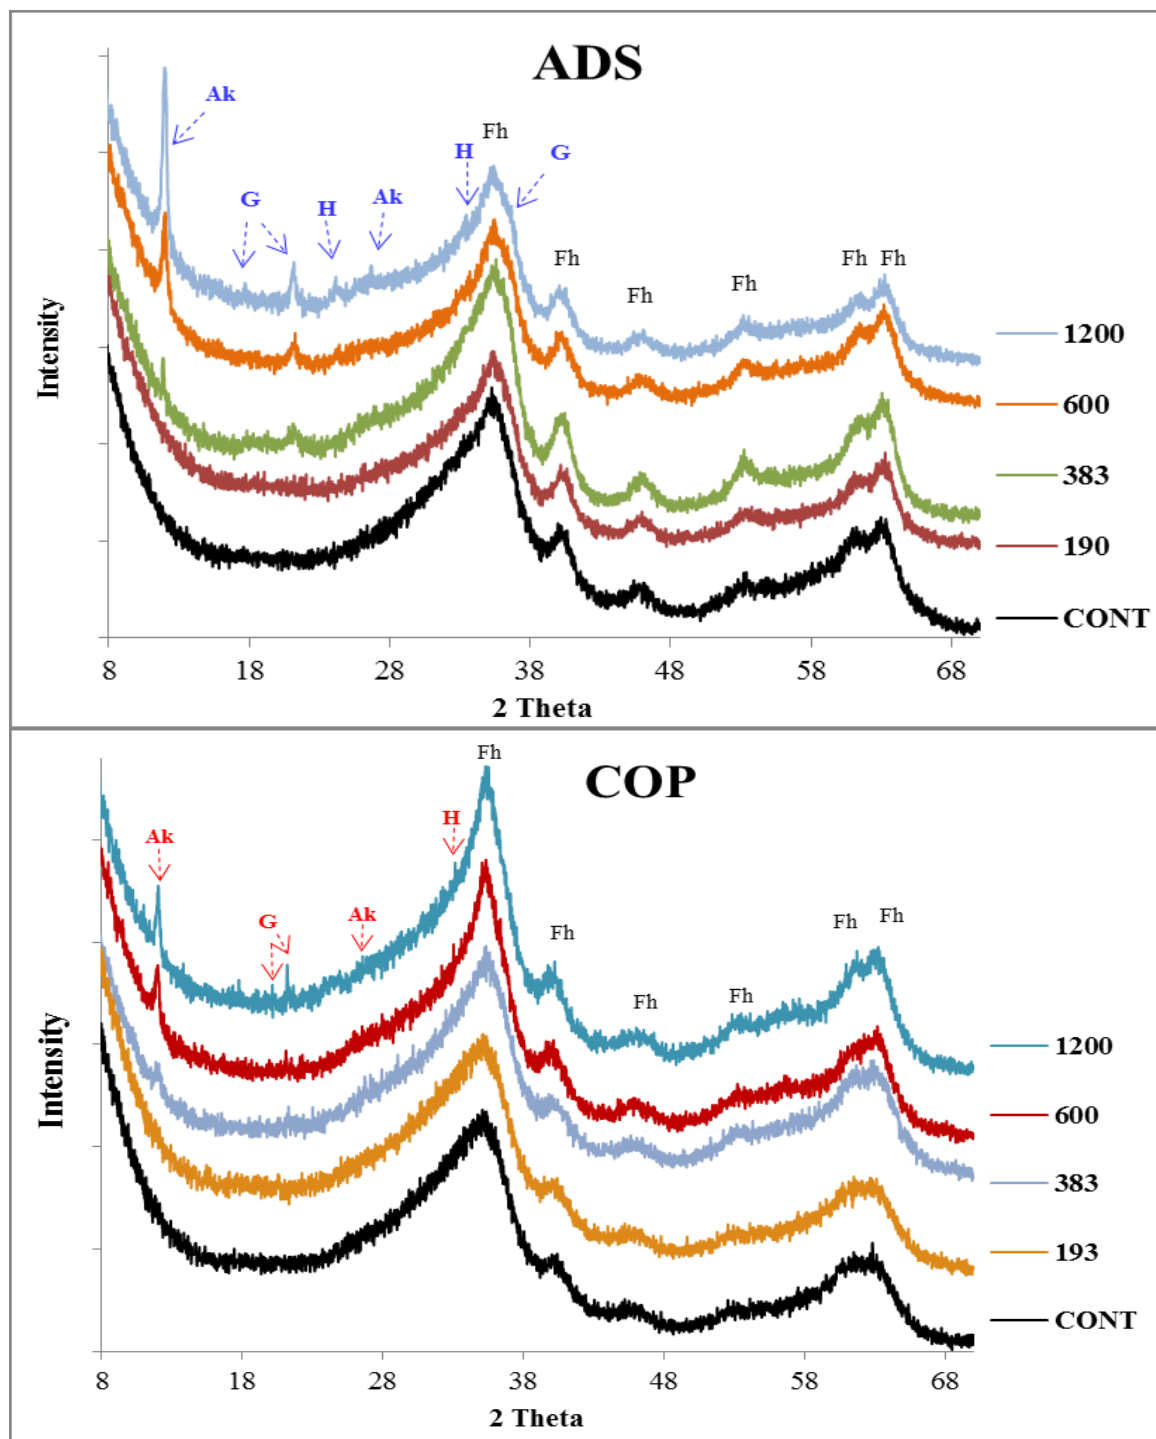 ADS
Ak
Fh
H
G
G
H
Ak
Fh
Fh
Fh
Fh
Fh
Intensity
1200
600
383
190
CONT
8
18
28
38
48
58
68
2 Theta
Fh
COP
H
Ak
G
Ak
Fh
Fh
Fh
Fh
Fh
Intensity
1200
600
383
193
CONT
8
18
28
38
48
58
68
2 Theta